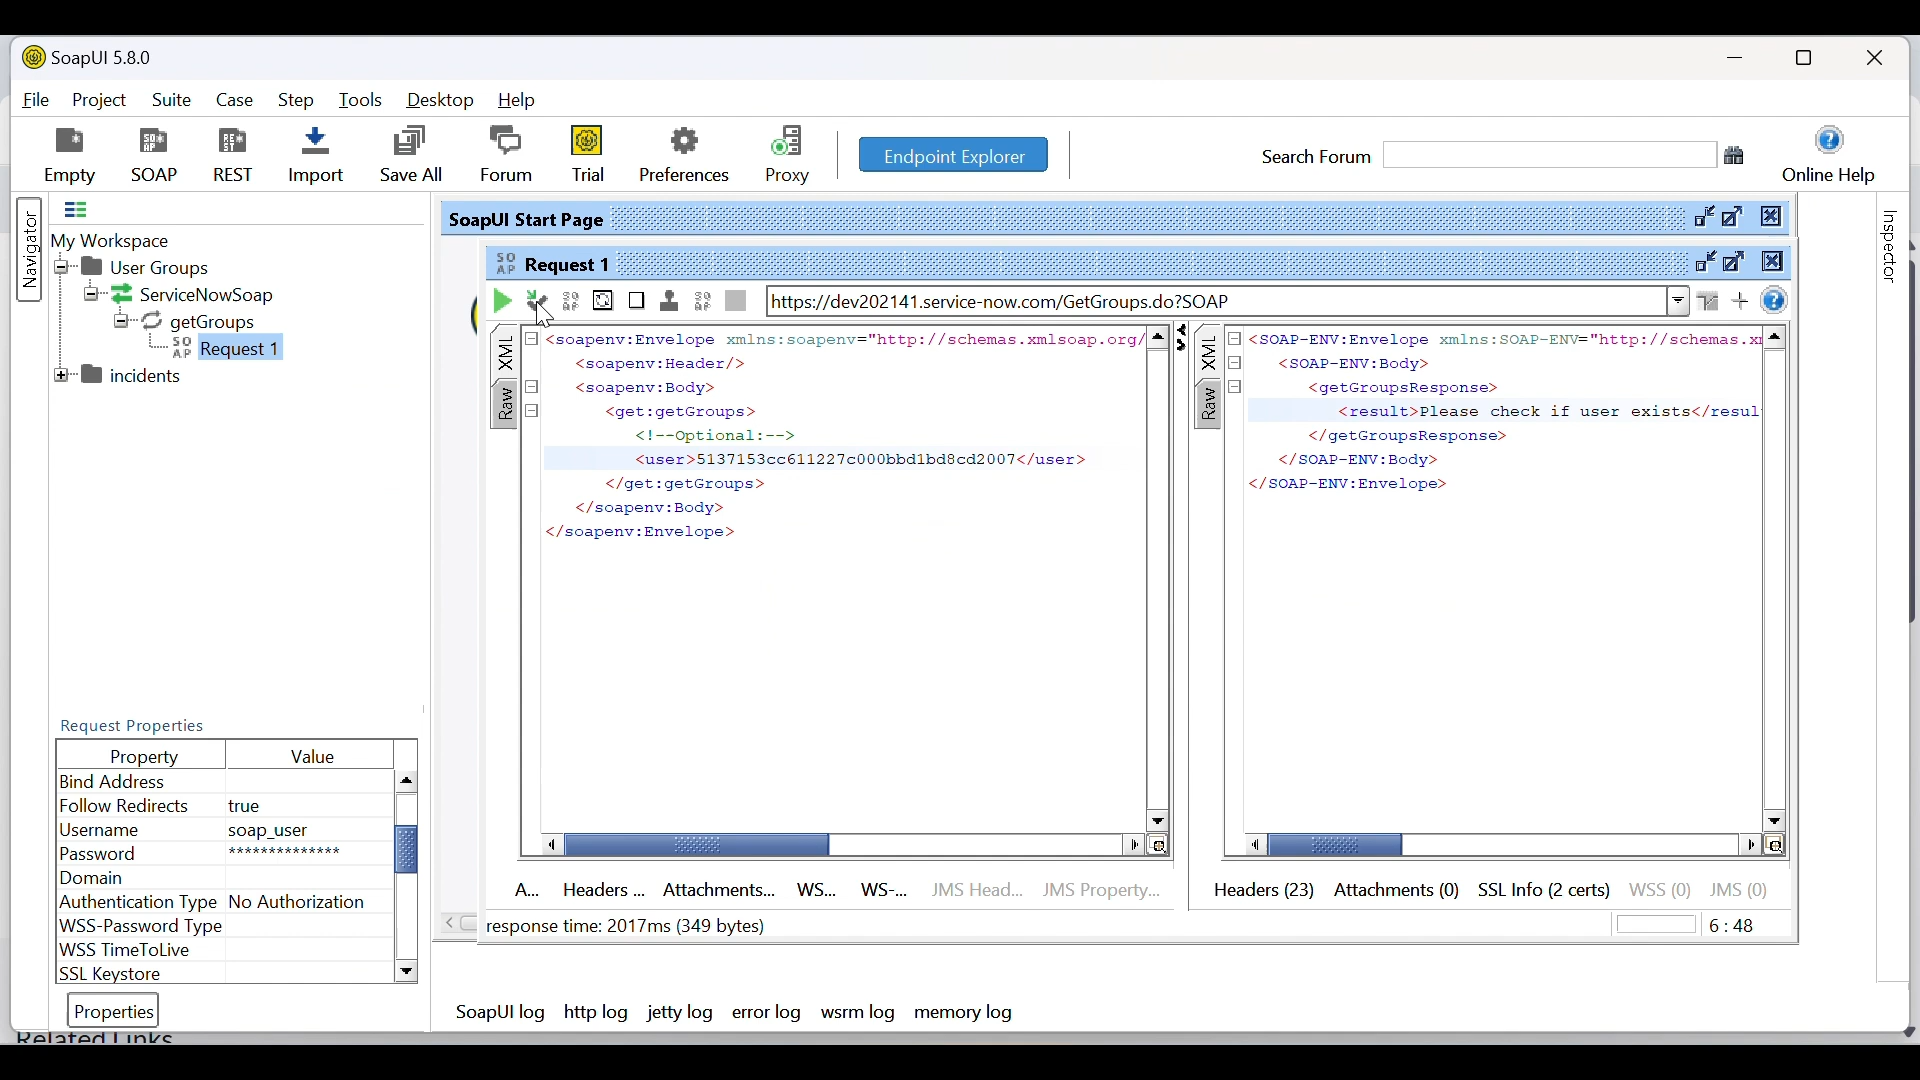 SoapUI 5.8.0
File Project Suite Case Step Tools Desktop Help
Empty SOAP REST Import Save All Forum Trial Preferences Proxy Endpoint Explorer Search Forum Online Help
Navigator
My Workspace
User Groups
ServiceNowSoap
getGroups
Request 1
incidents
SoapUI Start Page
Request 1
https://dev202141.service-now.com/GetGroups.do?SOAP
XML
Raw
<soapenv:Envelope xmlns:soapenv="http://schemas.xmlsoap.org/
<soapenv:Header/>
<soapenv:Body>
<get:getGroups>
<!--Optional:-->
<user>5137153cc611227c000bbd1bd8cd2007</user>
</get:getGroups>
</soapenv:Body>
</soapenv:Envelope>
XML
Raw
<SOAP-ENV:Envelope xmlns:SOAP-ENV="http://schemas.xm
<SOAP-ENV:Body>
<getGroupsResponse>
<result>Please check if user exists</resul
</getGroupsResponse>
</SOAP-ENV:Body>
</SOAP-ENV:Envelope>
Inspector
Request Properties
Property Value
Bind Address
Follow Redirects true
Username soap_user
Password **************
Domain
Authentication Type No Authorization
WSS-Password Type
WSS TimeToLive
SSL Keystore
Properties
A... Headers ... Attachments... WS... WS-... JMS Head... JMS Property...
Headers (23) Attachments (0) SSL Info (2 certs) WSS (0) JMS (0)
response time: 2017ms (349 bytes)
6 : 48
SoapUI log http log jetty log error log wsrm log memory log
Related Links